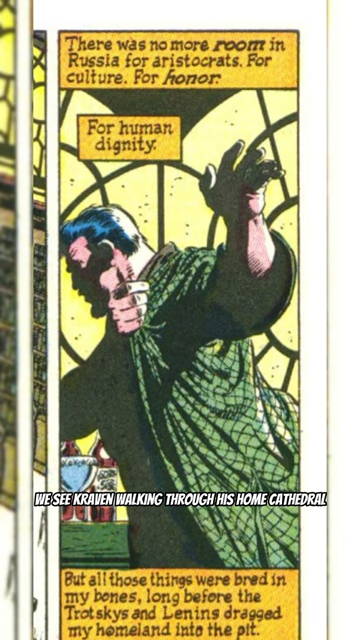 There was no more room in
Russia for aristocrats. For
culture. For honor.
For human
dignity.
WE SEE KRAVEN WALKING THROUGH HIS HOME CATHEDRAL
But all those things were bred in
my bones, long before the
Trotskys and Lenins dragged
my homeland into the pit.